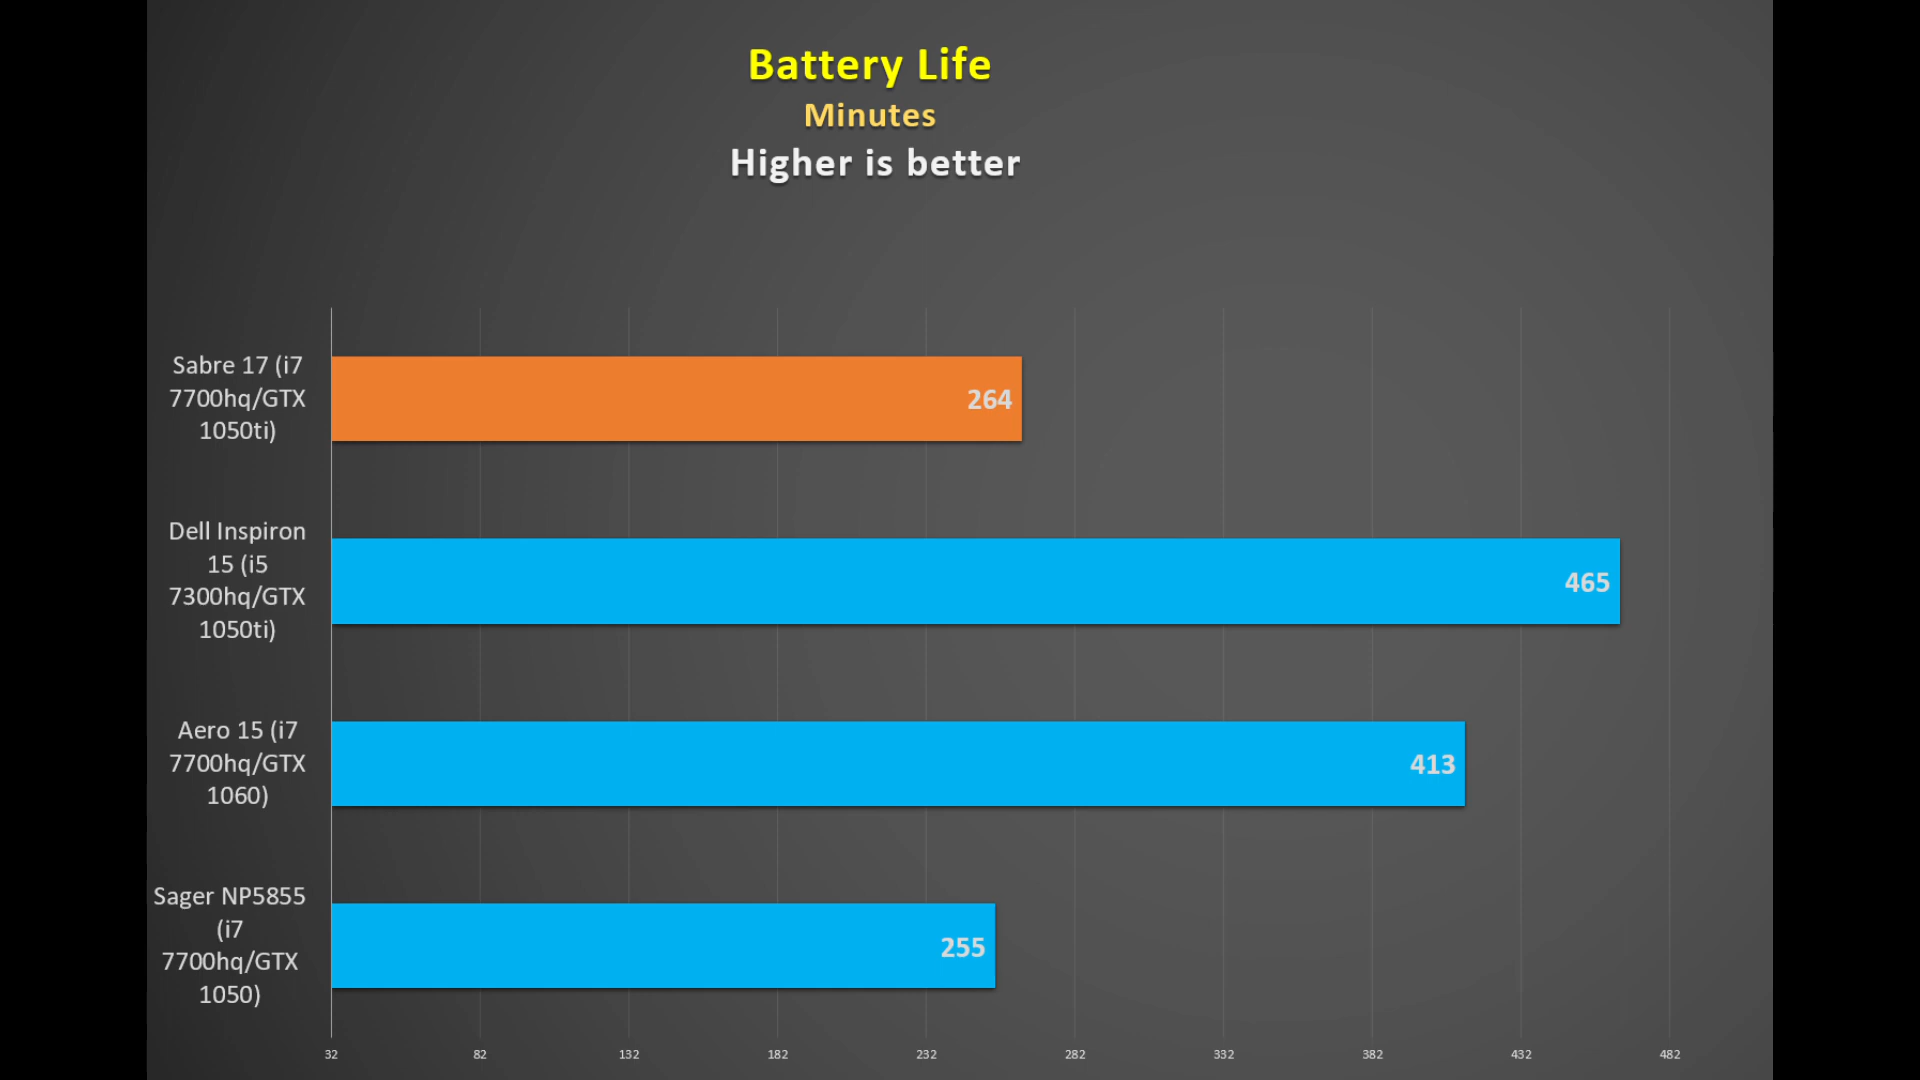 Battery Life
Minutes
Higher is better
Sabre 17 (i7
7700hq/GTX
1050ti)
264
Dell Inspiron
15 (i5
7300hq/GTX
1050ti)
465
Aero 15 (i7
7700hq/GTX
1060)
413
Sager NP5855
(i7
7700hq/GTX
1050)
255
32 82 132 182 232 282 332 382 432 482